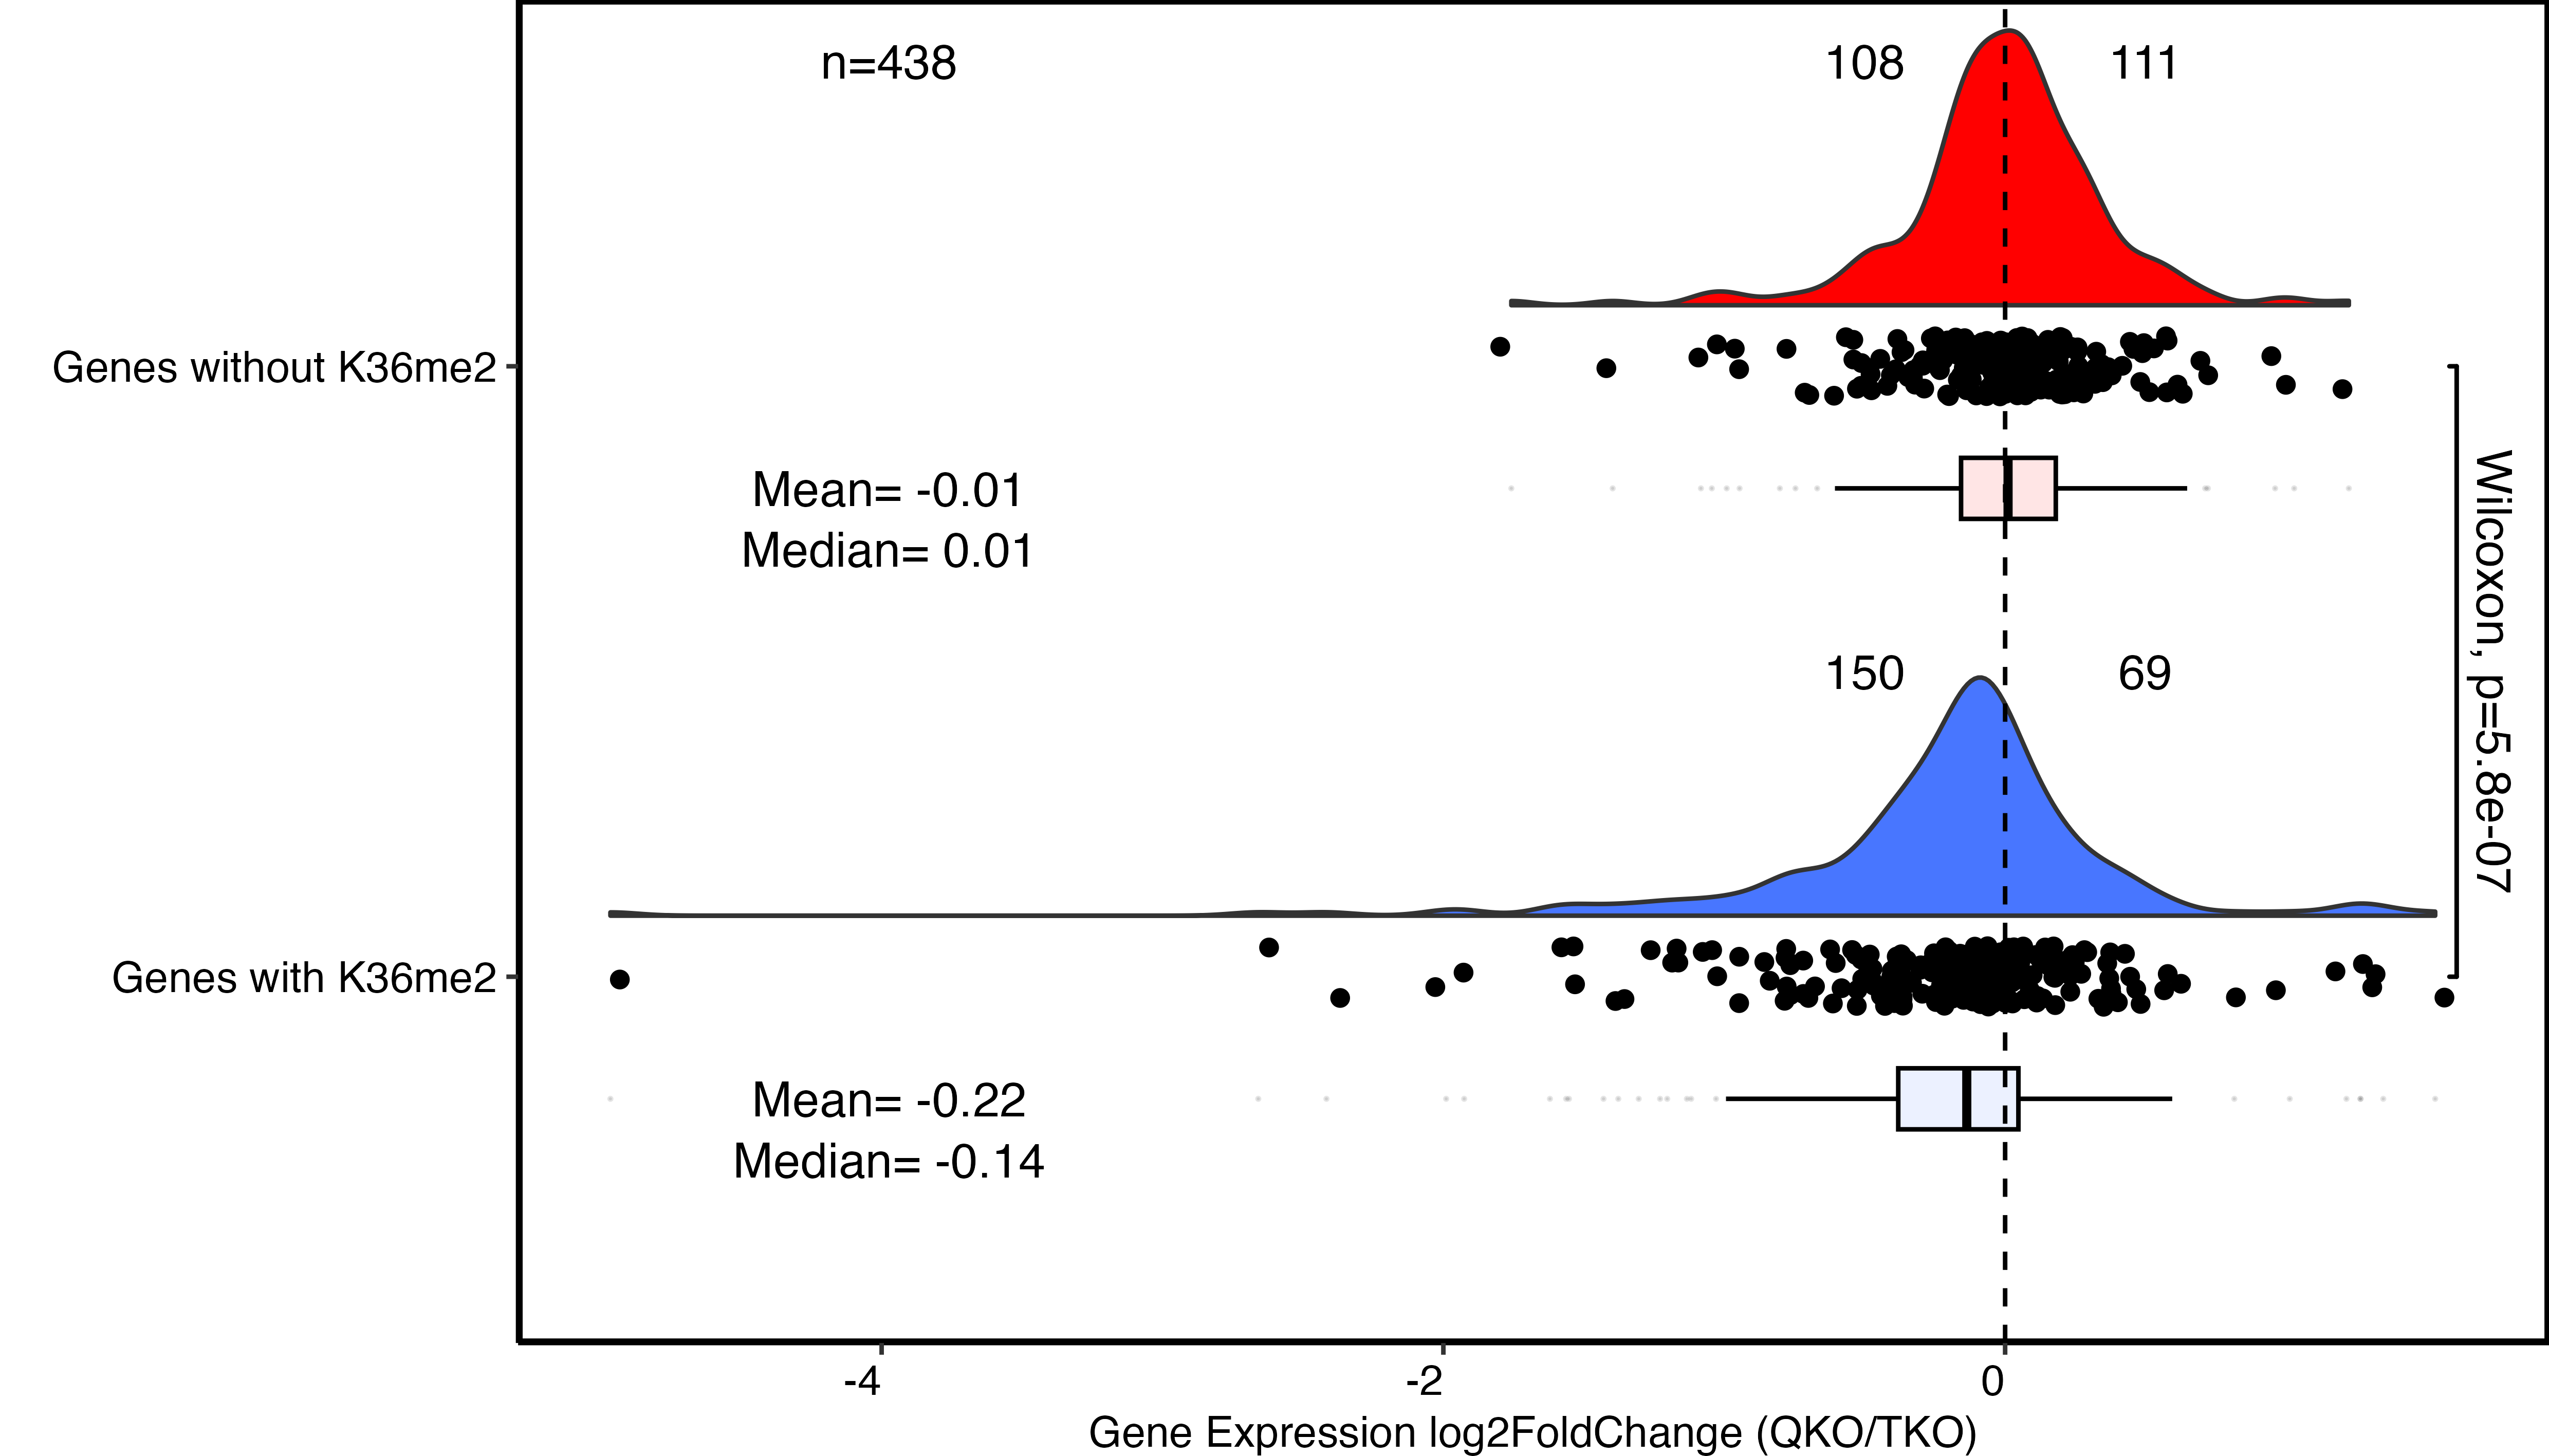 n=438
108
111
Genes without K36me2
Mean= -0.01
Median= 0.01
Wilcoxon, p=5.8e-07
150
69
Genes with K36me2
Mean= -0.22
Median= -0.14
-4
-2
0
Gene Expression log2FoldChange (QKO/TKO)